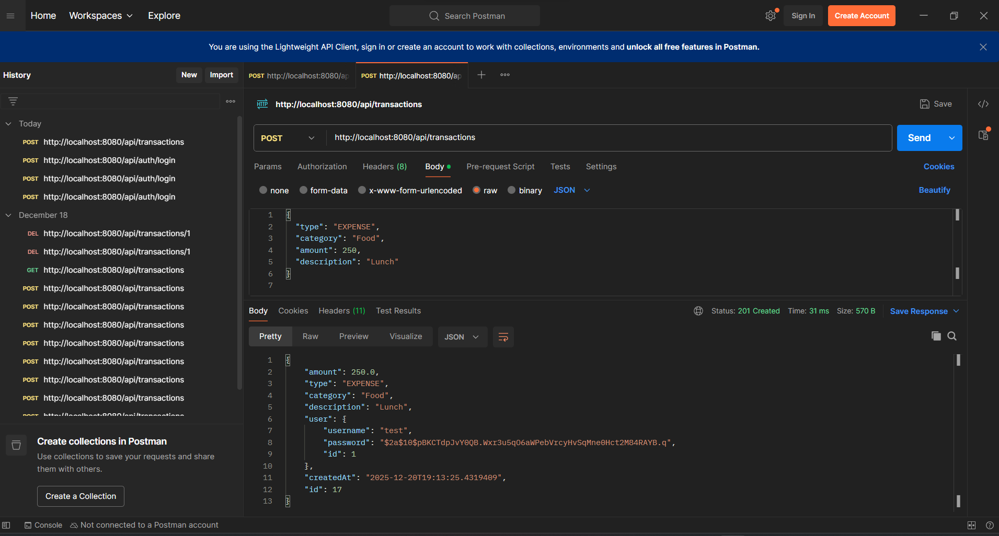 Home Workspaces Explore Search Postman Sign In Create Account
You are using the Lightweight API Client, sign in or create an account to work with collections, environments and unlock all free features in Postman.
History New Import
POST http://localhost:8080/ap POST http://localhost:8080/ap
Today
POST http://localhost:8080/api/transactions
POST http://localhost:8080/api/auth/login
POST http://localhost:8080/api/auth/login
POST http://localhost:8080/api/auth/login
December 18
DEL http://localhost:8080/api/transactions/1
DEL http://localhost:8080/api/transactions/1
GET http://localhost:8080/api/transactions
POST http://localhost:8080/api/transactions
POST http://localhost:8080/api/transactions
POST http://localhost:8080/api/transactions
POST http://localhost:8080/api/transactions
POST http://localhost:8080/api/transactions
POST http://localhost:8080/api/transactions
POST http://localhost:8080/api/transactions
POST http://localhost:8080/api/transactions
Create collections in Postman
Use collections to save your requests and share
them with others.
Create a Collection
HTTP http://localhost:8080/api/transactions Save
POST http://localhost:8080/api/transactions Send
Params Authorization Headers (8) Body Pre-request Script Tests Settings Cookies
none form-data x-www-form-urlencoded raw binary JSON Beautify
1 {
2 "type": "EXPENSE",
3 "category": "Food",
4 "amount": 250,
5 "description": "Lunch"
6 }
7
Body Cookies Headers (11) Test Results Status: 201 Created Time: 31 ms Size: 570 B Save Response
Pretty Raw Preview Visualize JSON
1 {
2 "amount": 250.0,
3 "type": "EXPENSE",
4 "category": "Food",
5 "description": "Lunch",
6 "user": {
7 "username": "test",
8 "password": "$2a$10$pBKCTdpJvY0QB.Wxr3u5qO6aWPebVrcyHvSqMne0Hct2M84RAYB.q",
9 "id": 1
10 },
11 "createdAt": "2025-12-20T19:13:25.4319409",
12 "id": 17
13 }
Console Not connected to a Postman account